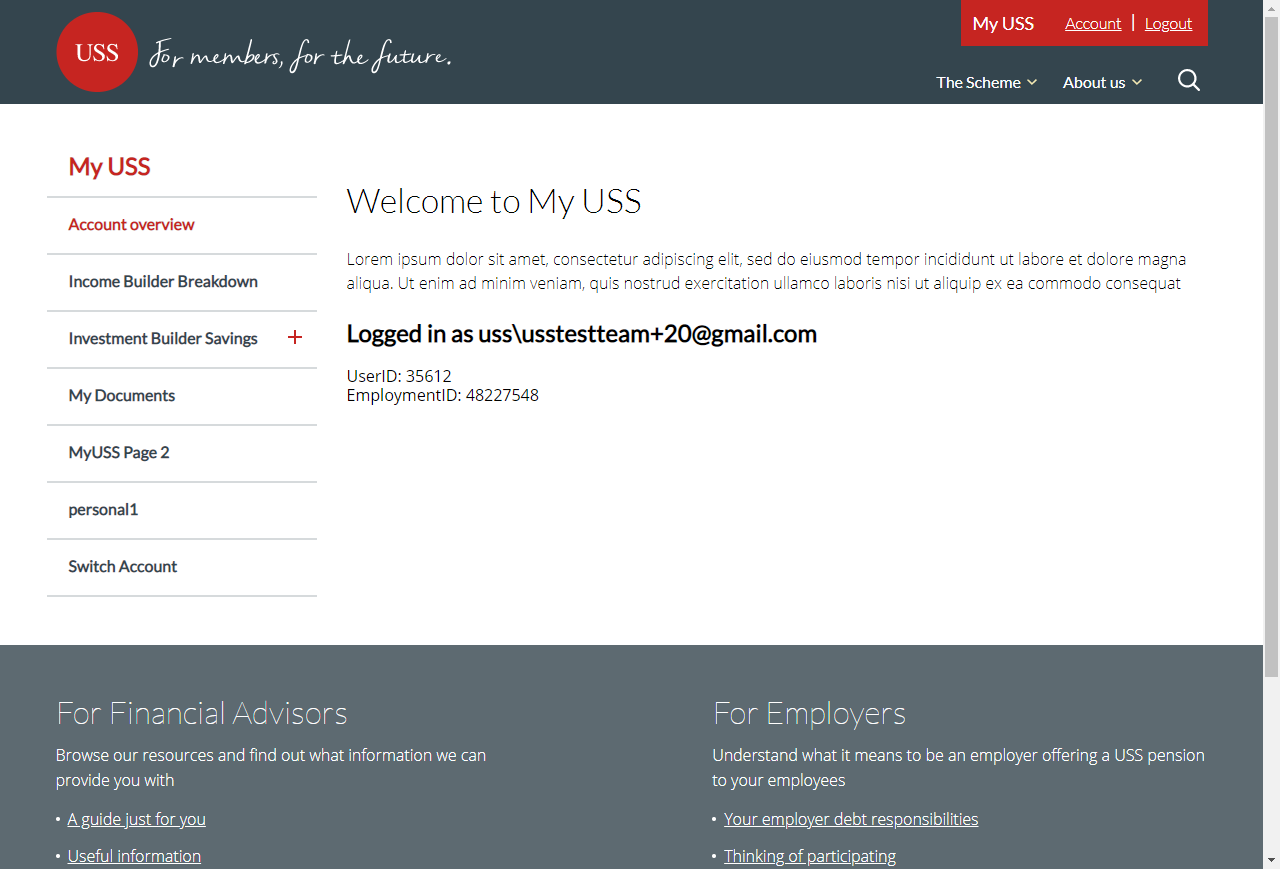 USS
For members, for the future.
My USS
Account | Logout
The Scheme
About us
My USS
Account overview
Income Builder Breakdown
Investment Builder Savings
My Documents
MyUSS Page 2
personal1
Switch Account
Welcome to My USS
Lorem ipsum dolor sit amet, consectetur adipiscing elit, sed do eiusmod tempor incididunt ut labore et dolore magna
aliqua. Ut enim ad minim veniam, quis nostrud exercitation ullamco laboris nisi ut aliquip ex ea commodo consequat
Logged in as uss\usstestteam+20@gmail.com
UserID: 35612
EmploymentID: 48227548
For Financial Advisors
Browse our resources and find out what information we can
provide you with
• A guide just for you
• Useful information
For Employers
Understand what it means to be an employer offering a USS pension
to your employees
• Your employer debt responsibilities
• Thinking of participating